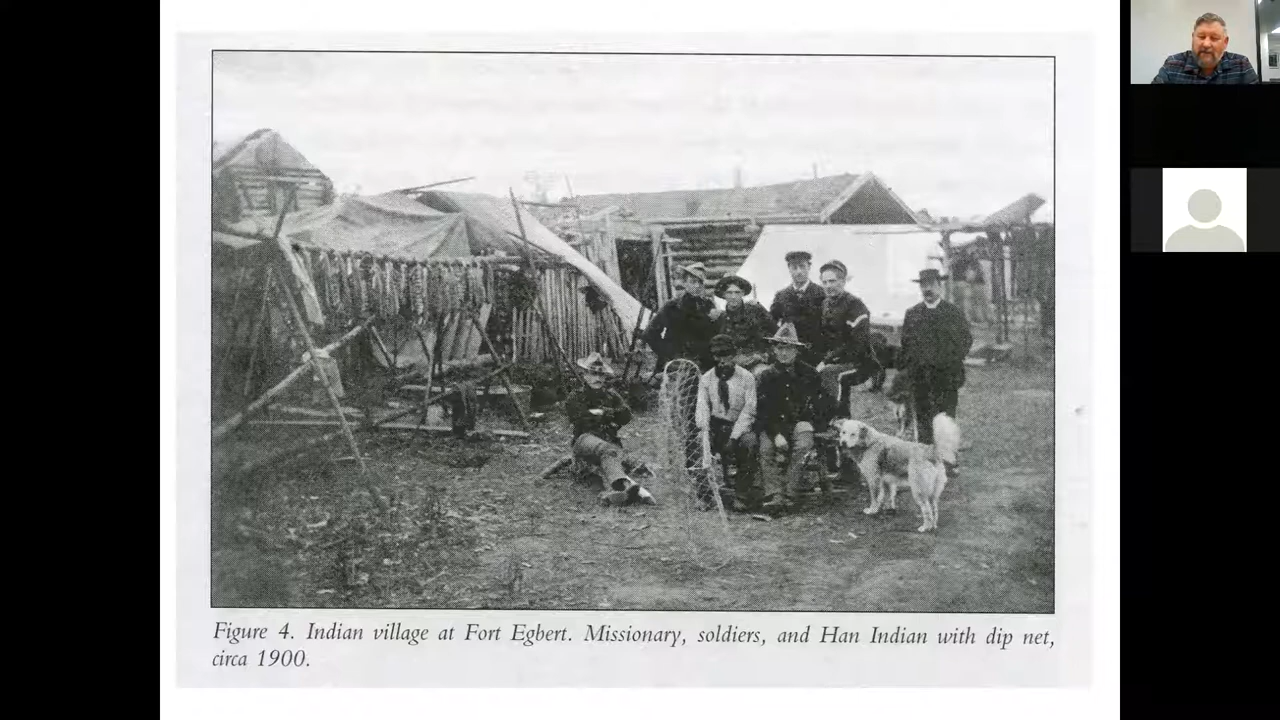 Figure 4. Indian village at Fort Egbert. Missionary, soldiers, and Han Indian with dip net,
circa 1900.